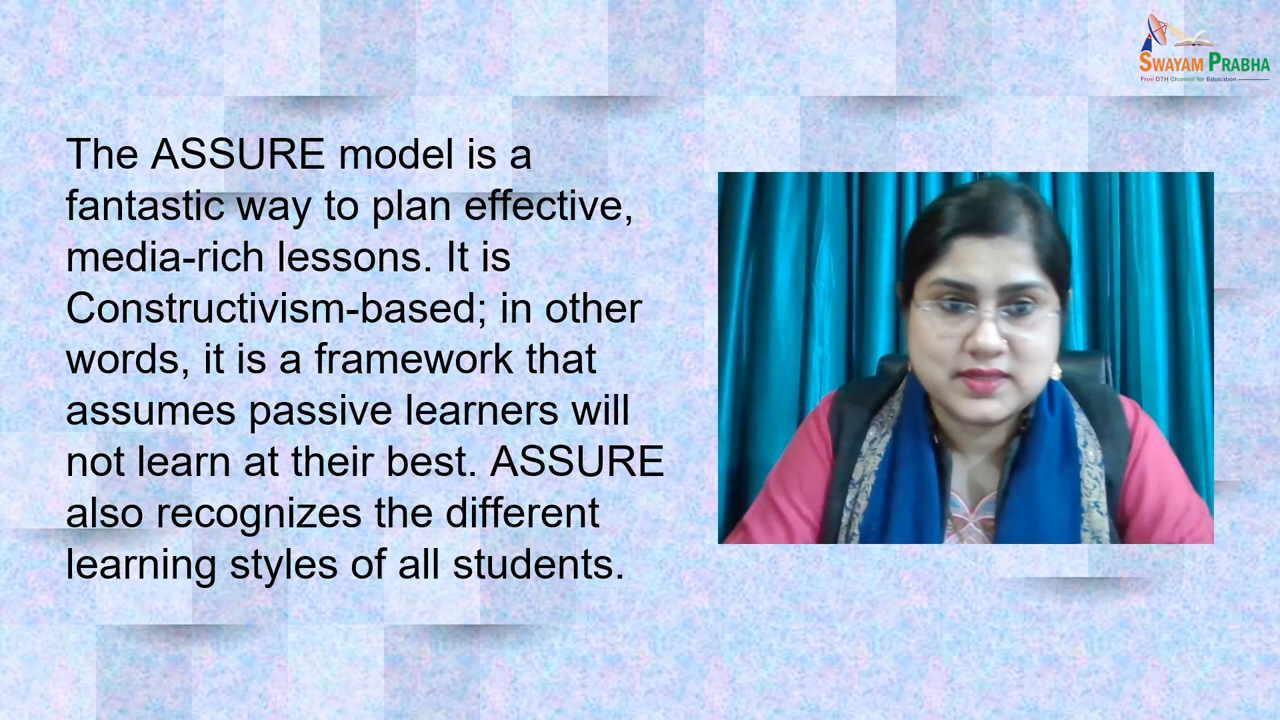 SWAYAM PRABHA
Free DTH Channel for Education
The ASSURE model is a
fantastic way to plan effective,
media-rich lessons. It is
Constructivism-based; in other
words, it is a framework that
assumes passive learners will
not learn at their best. ASSURE
also recognizes the different
learning styles of all students.